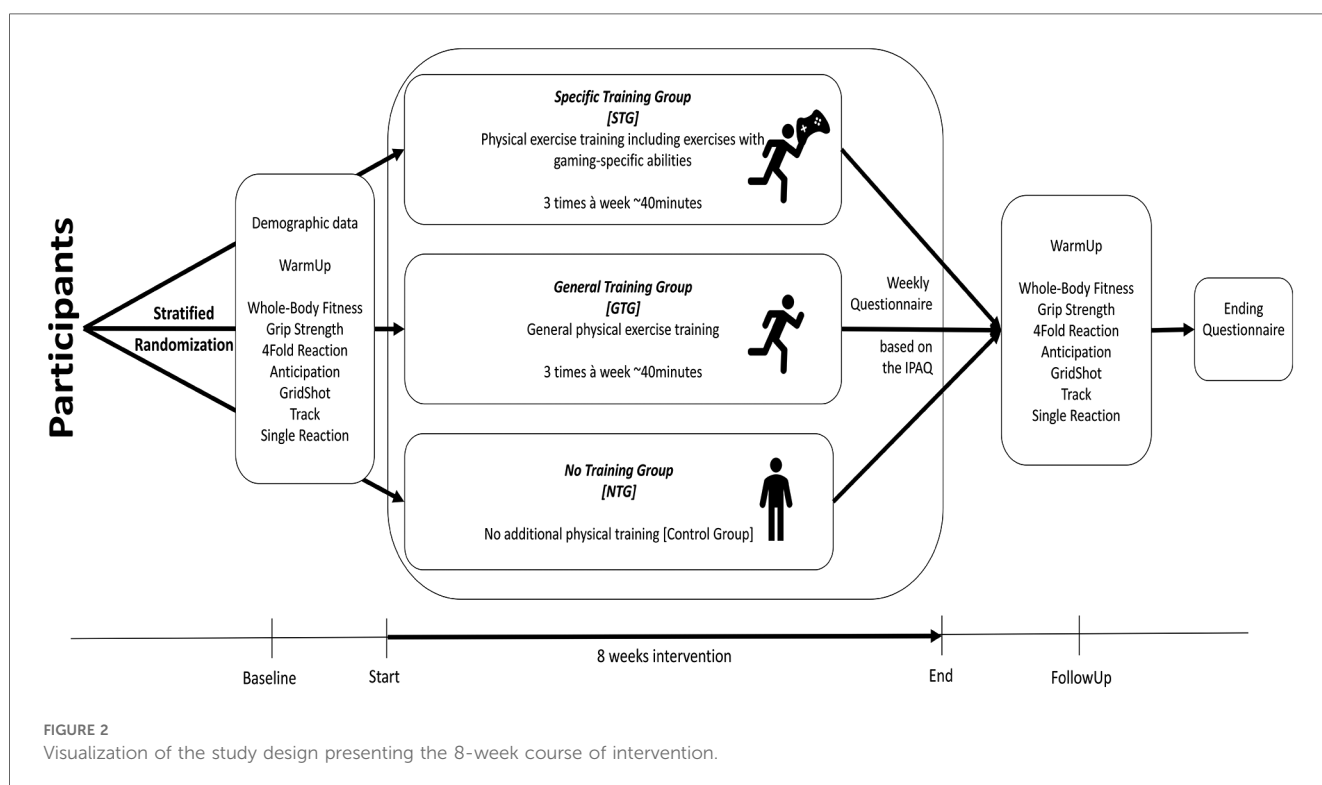 Participants
Stratified
Randomization
Demographic data
WarmUp
Whole-Body Fitness
Grip Strength
4Fold Reaction
Anticipation
GridShot
Track
Single Reaction
Specific Training Group
[STG]
Physical exercise training including exercises with
gaming-specific abilities
3 times à week ~40minutes
General Training Group
[GTG]
General physical exercise training
3 times à week ~40minutes
No Training Group
[NTG]
No additional physical training [Control Group]
Weekly
Questionnaire
based on
the IPAQ
WarmUp
Whole-Body Fitness
Grip Strength
4Fold Reaction
Anticipation
GridShot
Track
Single Reaction
Ending
Questionnaire
Baseline
Start
8 weeks intervention
End
FollowUp
FIGURE 2
Visualization of the study design presenting the 8-week course of intervention.